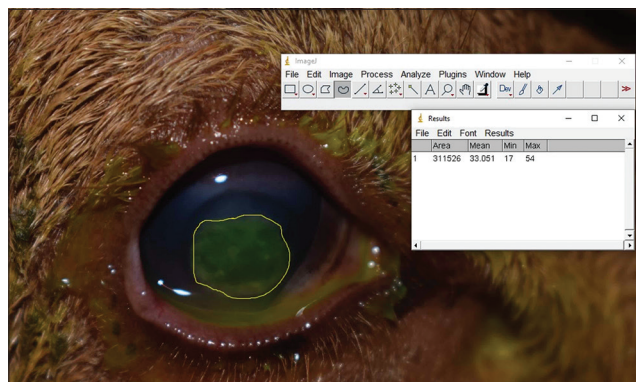 ImageJ
File Edit Image Process Analyze Plugins Window Help
A Dev >>
Results
File Edit Font Results
Area Mean Min Max
1 311526 33.051 17 54